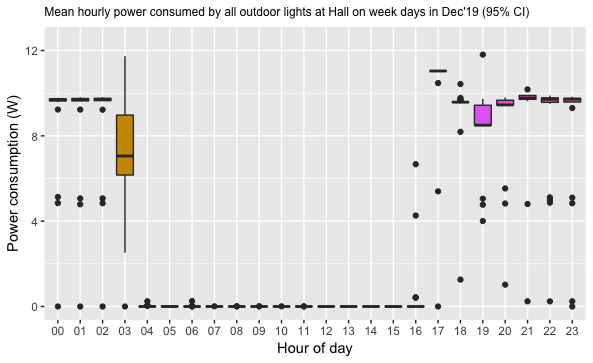 Mean hourly power consumed by all outdoor lights at Hall on week days in Dec'19 (95% CI)
12
8
4
0
Power consumption (W)
00 01 02 03 04 05 06 07 08 09 10 11 12 13 14 15 16 17 18 19 20 21 22 23
Hour of day